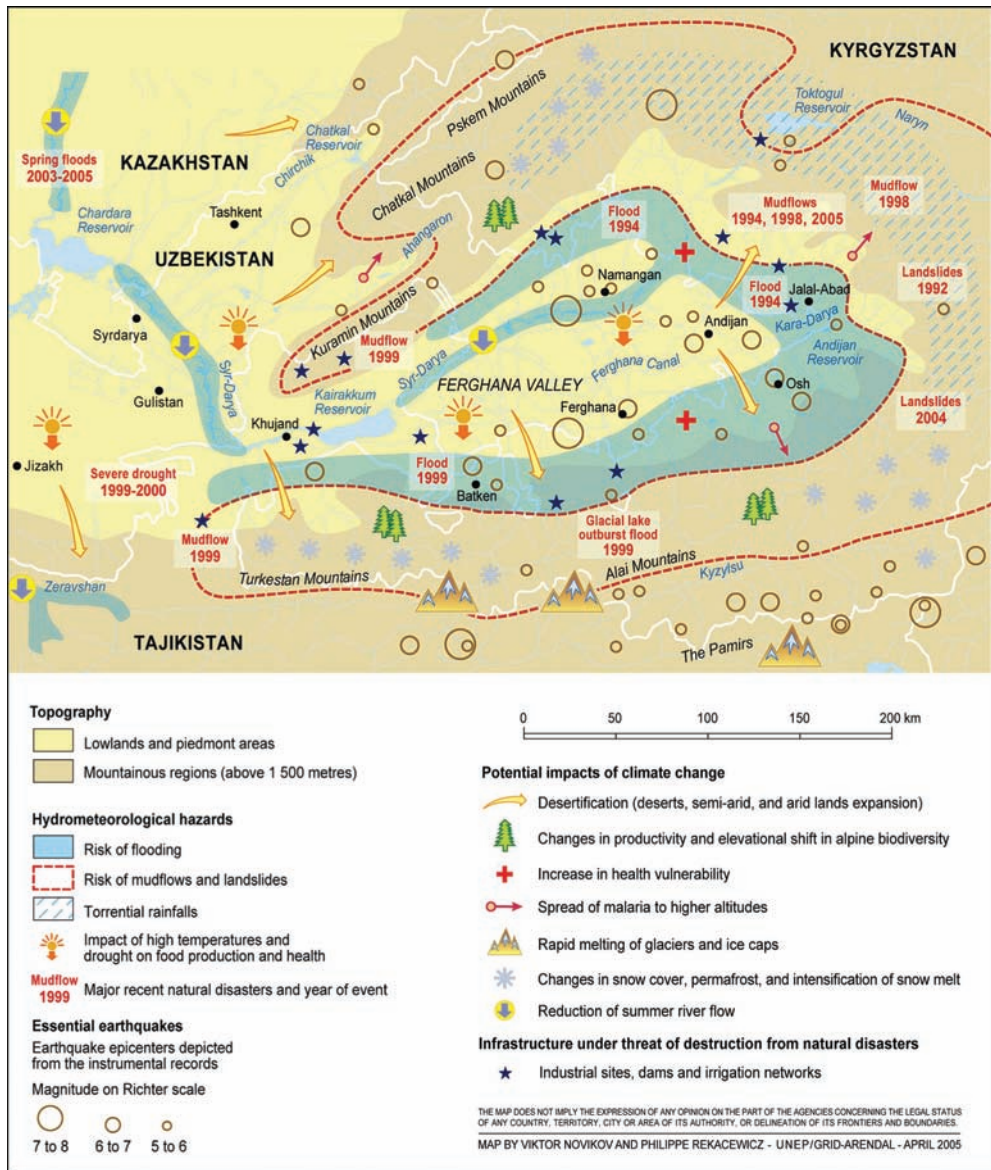 KYRGYZSTAN
Pskem Mountains
Toktogul
Reservoir
Naryn
Chatkal
Reservoir
Spring floods
2003-2005
KAZAKHSTAN
Chirchik
Chatkal Mountains
Mudflow
1998
Chardara
Reservoir
Tashkent
Ahangaron
Flood
1994
Mudflows
1994, 1998, 2005
UZBEKISTAN
Namangan
Flood
1994
Jalal-Abad
Landslides
1992
Syrdarya
Kuramin Mountains
Mudflow
1999
Andijan
Kara-Darya
Syr-Darya
Syr-Darya
Ferghana Canal
Andijan
Reservoir
Gulistan
Kairakkum
Reservoir
FERGHANA VALLEY
Osh
Khujand
Ferghana
Landslides
2004
Jizakh
Severe drought
1999-2000
Flood
1999
Batken
Mudflow
1999
Glacial lake
outburst flood
1999
Turkestan Mountains
Alai Mountains
Kyzylsu
Zeravshan
TAJIKISTAN
The Pamirs
Topography
Lowlands and piedmont areas
Mountainous regions (above 1 500 metres)
Hydrometeorological hazards
Risk of flooding
Risk of mudflows and landslides
Torrential rainfalls
Impact of high temperatures and
drought on food production and health
Mudflow
1999
Major recent natural disasters and year of event
Essential earthquakes
Earthquake epicenters depicted
from the instrumental records
Magnitude on Richter scale
7 to 8 6 to 7 5 to 6
0 50 100 150 200 km
Potential impacts of climate change
Desertification (deserts, semi-arid, and arid lands expansion)
Changes in productivity and elevational shift in alpine biodiversity
Increase in health vulnerability
Spread of malaria to higher altitudes
Rapid melting of glaciers and ice caps
Changes in snow cover, permafrost, and intensification of snow melt
Reduction of summer river flow
Infrastructure under threat of destruction from natural disasters
Industrial sites, dams and irrigation networks
THE MAP DOES NOT IMPLY THE EXPRESSION OF ANY OPINION ON THE PART OF THE AGENCIES CONCERNING THE LEGAL STATUS
OF ANY COUNTRY, TERRITORY, CITY OR AREA OF ITS AUTHORITY, OR DELINEATION OF ITS FRONTIERS AND BOUNDARIES.
MAP BY VIKTOR NOVIKOV AND PHILIPPE REKACEWICZ - UNEP/GRID-ARENDAL - APRIL 2005